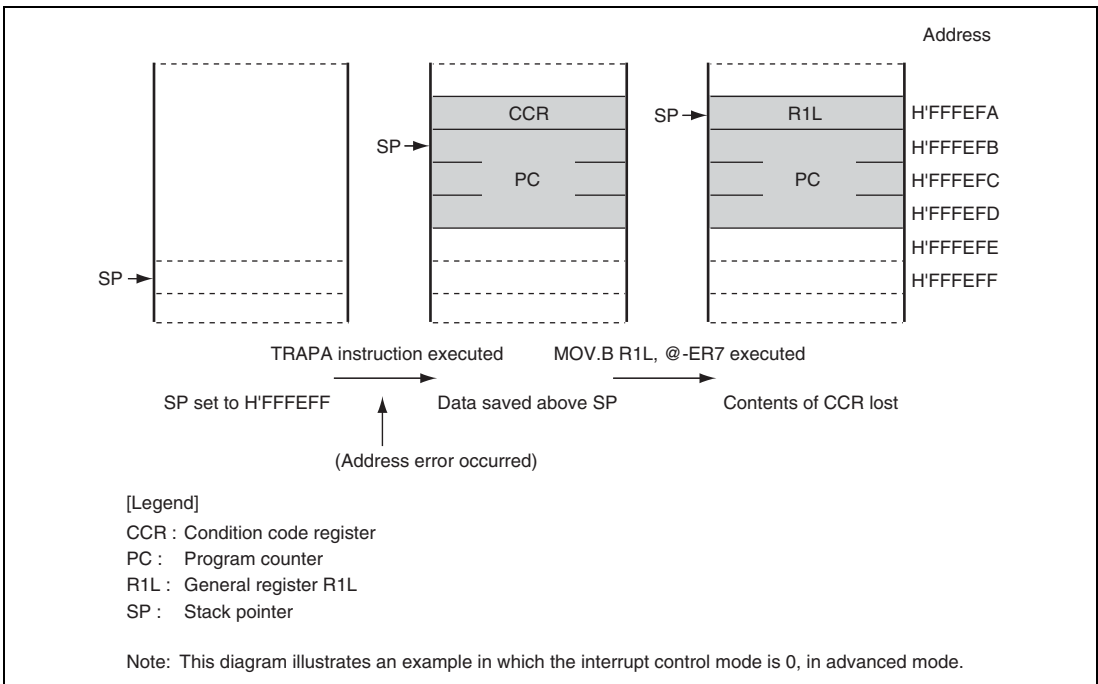 Address
CCR
SP
R1L
H'FFFEFA
SP
H'FFFEFB
PC
PC
H'FFFEFC
H'FFFEFD
H'FFFEFE
SP
H'FFFEFF
TRAPA instruction executed
MOV.B R1L, @-ER7 executed
SP set to H'FFFEFF
Data saved above SP
Contents of CCR lost
(Address error occurred)
[Legend]
CCR : Condition code register
PC : Program counter
R1L : General register R1L
SP : Stack pointer
Note: This diagram illustrates an example in which the interrupt control mode is 0, in advanced mode.